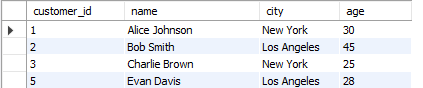 customer_id name city age
1 Alice Johnson New York 30
2 Bob Smith Los Angeles 45
3 Charlie Brown New York 25
5 Evan Davis Los Angeles 28